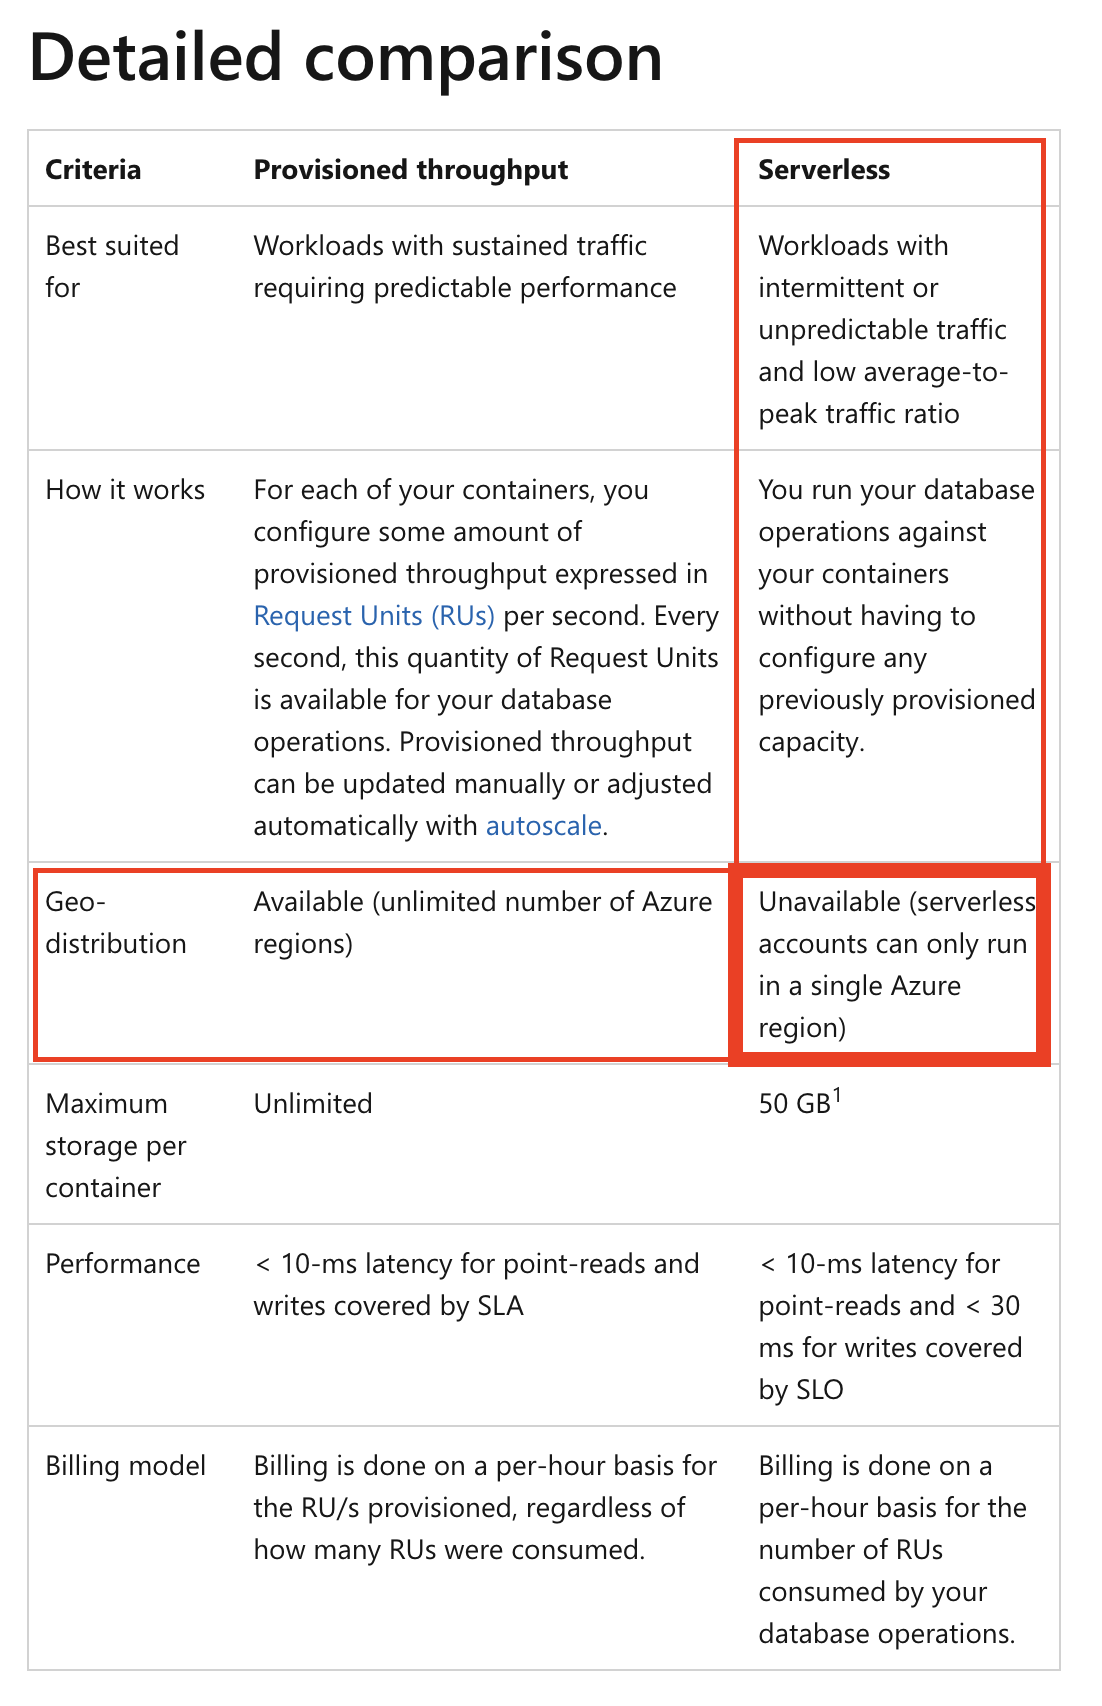 Detailed comparison
Criteria
Provisioned throughput
Serverless
Best suited
for
Workloads with sustained traffic
requiring predictable performance
Workloads with
intermittent or
unpredictable traffic
and low average-to-
peak traffic ratio
How it works
For each of your containers, you
configure some amount of
provisioned throughput expressed in
Request Units (RUs) per second. Every
second, this quantity of Request Units
is available for your database
operations. Provisioned throughput
can be updated manually or adjusted
automatically with autoscale.
You run your database
operations against
your containers
without having to
configure any
previously provisioned
capacity.
Geo-
distribution
Available (unlimited number of Azure
regions)
Unavailable (serverless
accounts can only run
in a single Azure
region)
Maximum
storage per
container
Unlimited
50 GB¹
Performance
< 10-ms latency for point-reads and
writes covered by SLA
< 10-ms latency for
point-reads and < 30
ms for writes covered
by SLO
Billing model
Billing is done on a per-hour basis for
the RU/s provisioned, regardless of
how many RUs were consumed.
Billing is done on a
per-hour basis for the
number of RUs
consumed by your
database operations.